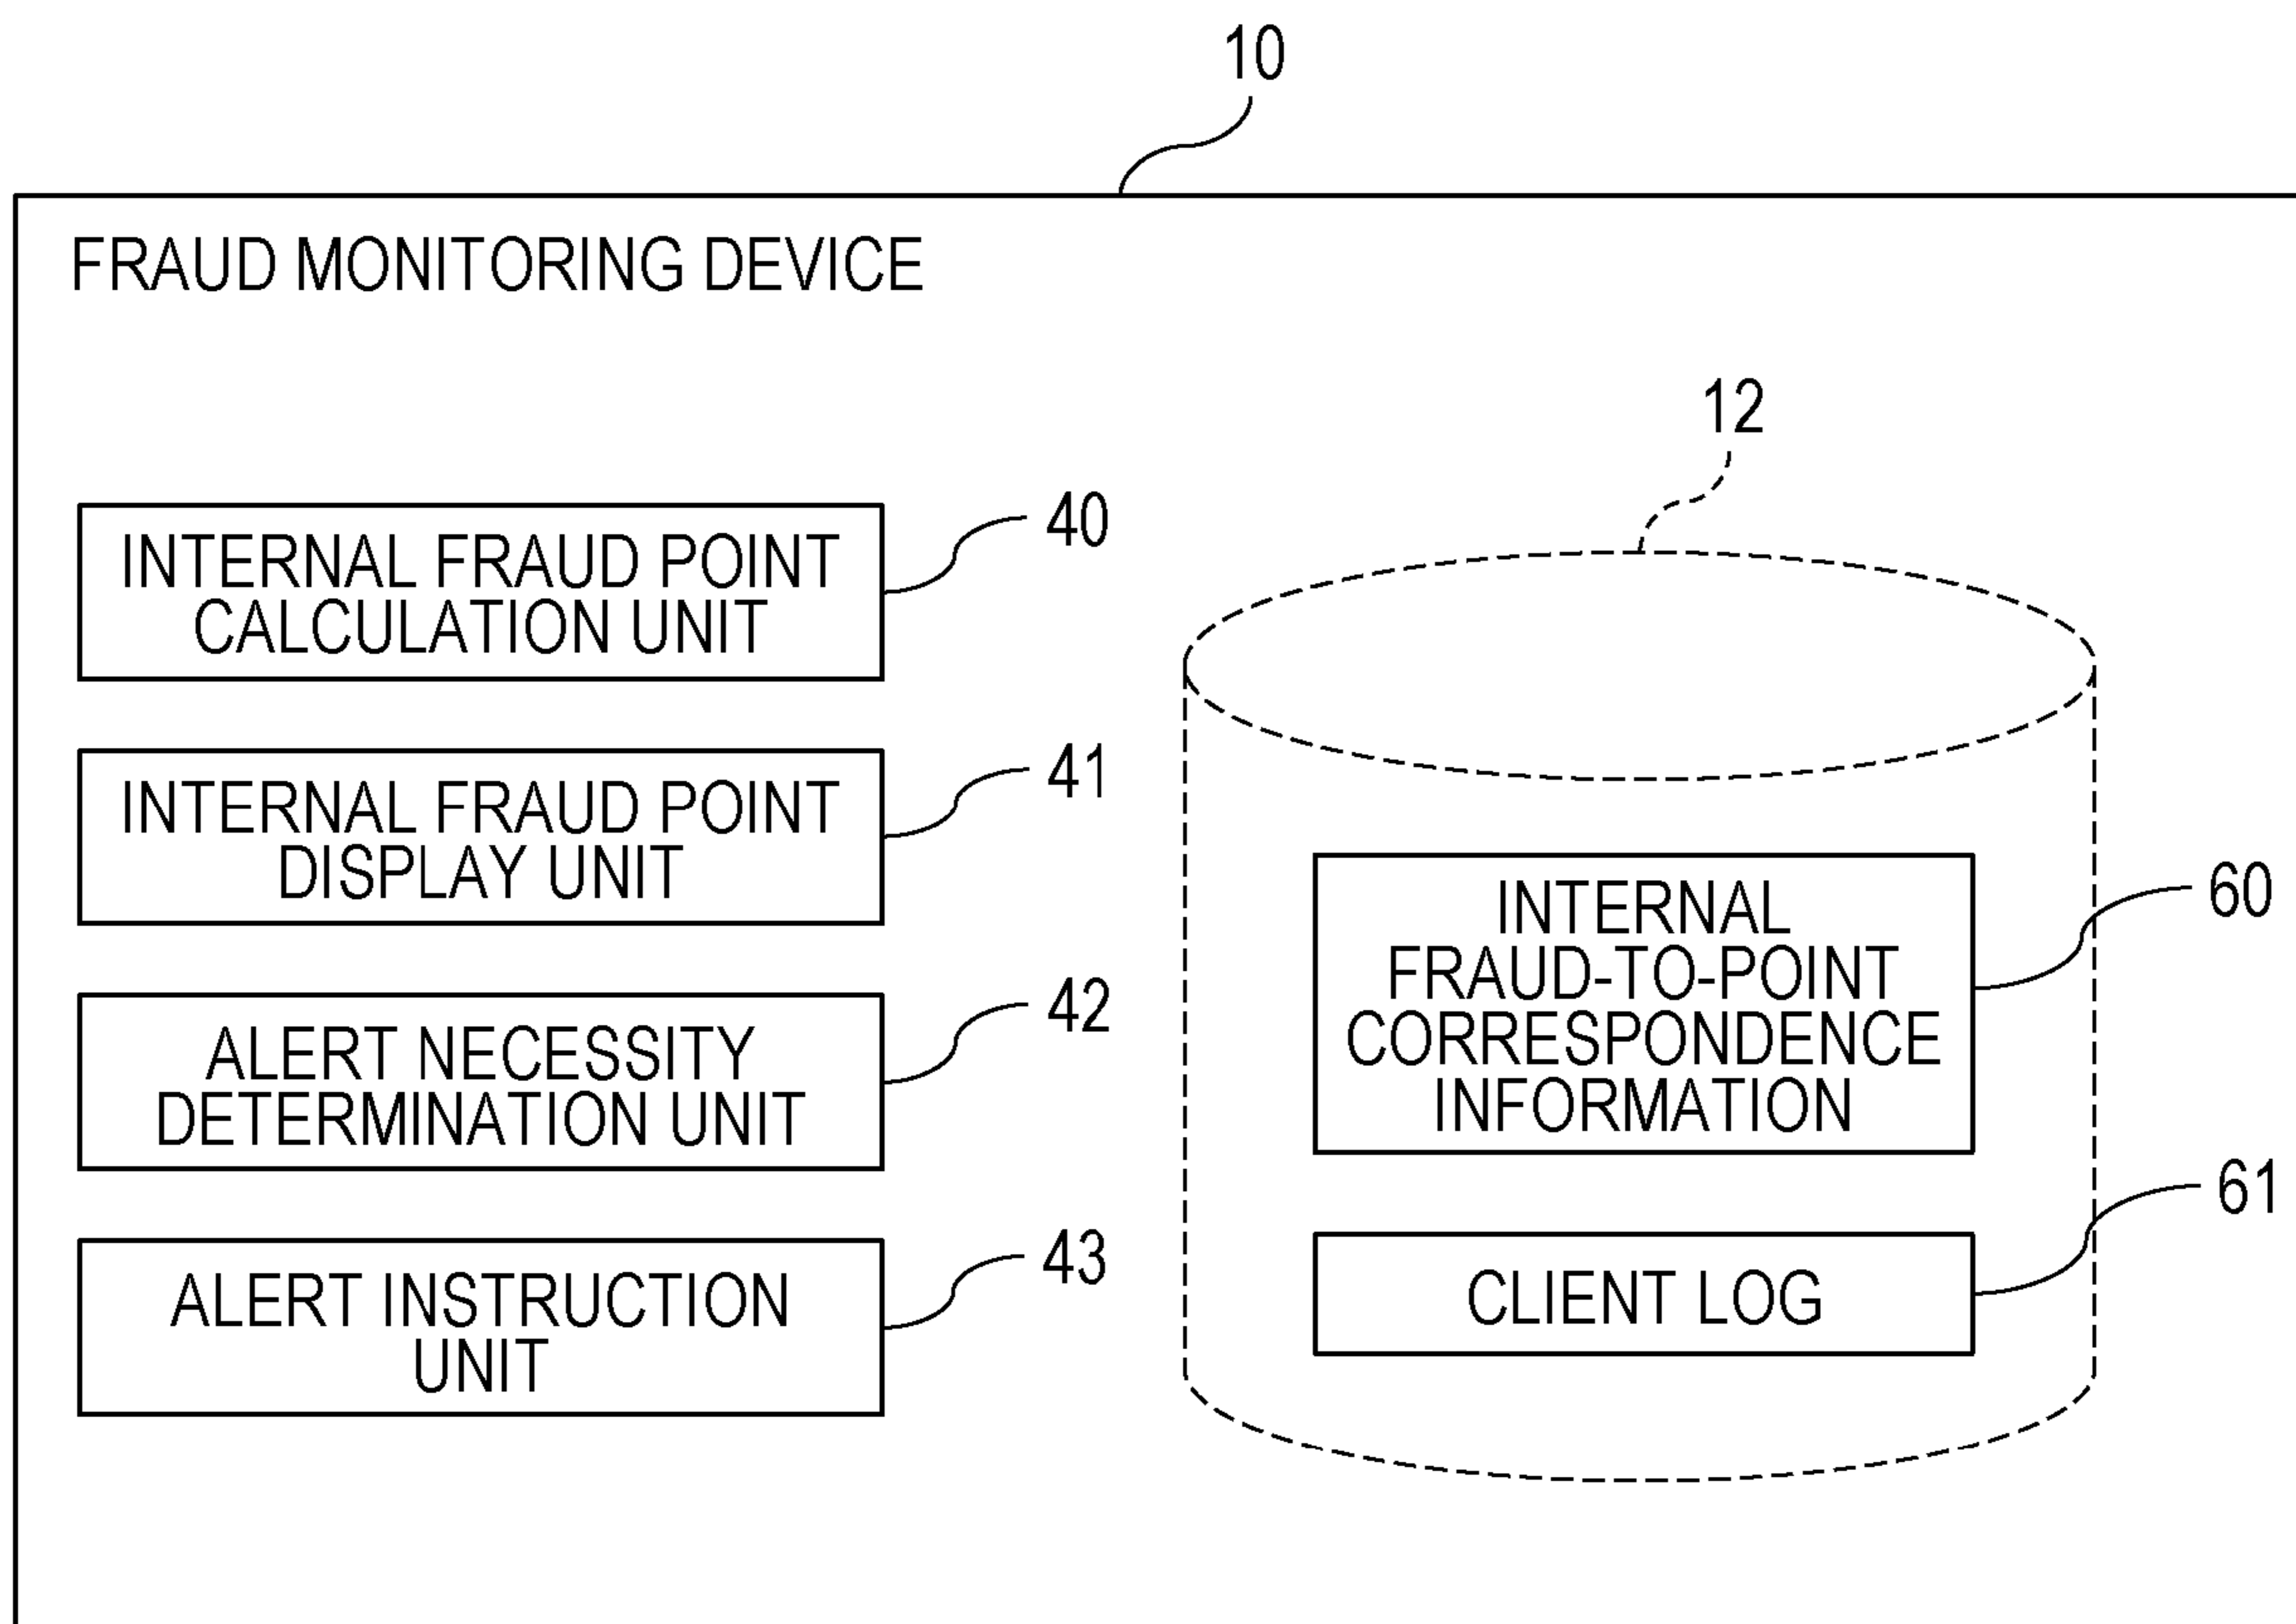 10
FRAUD MONITORING DEVICE
12
INTERNAL FRAUD POINT
CALCULATION UNIT
40
INTERNAL FRAUD POINT
DISPLAY UNIT
41
ALERT NECESSITY
DETERMINATION UNIT
42
ALERT INSTRUCTION
UNIT
43
INTERNAL
FRAUD-TO-POINT
CORRESPONDENCE
INFORMATION
60
CLIENT LOG
61